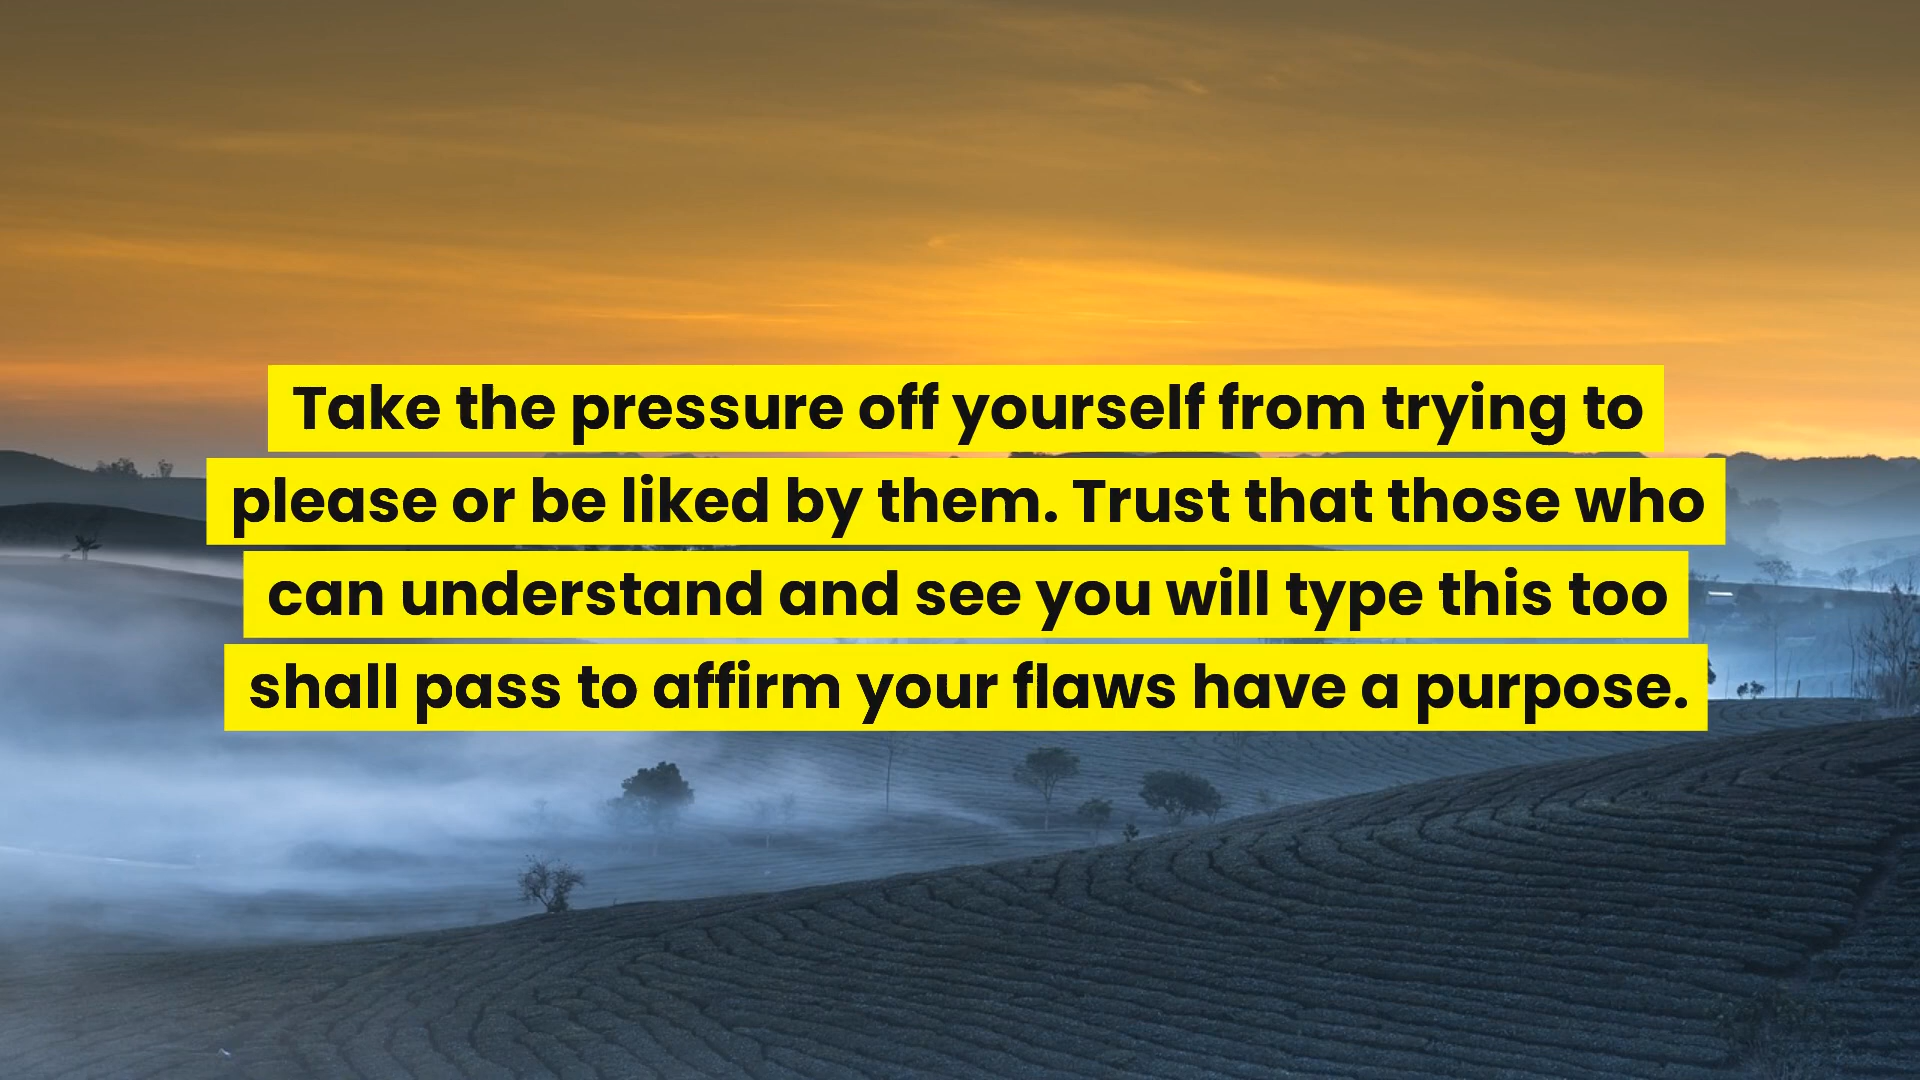 Take the pressure off yourself from trying to
please or be liked by them. Trust that those who
can understand and see you will type this too
shall pass to affirm your flaws have a purpose.